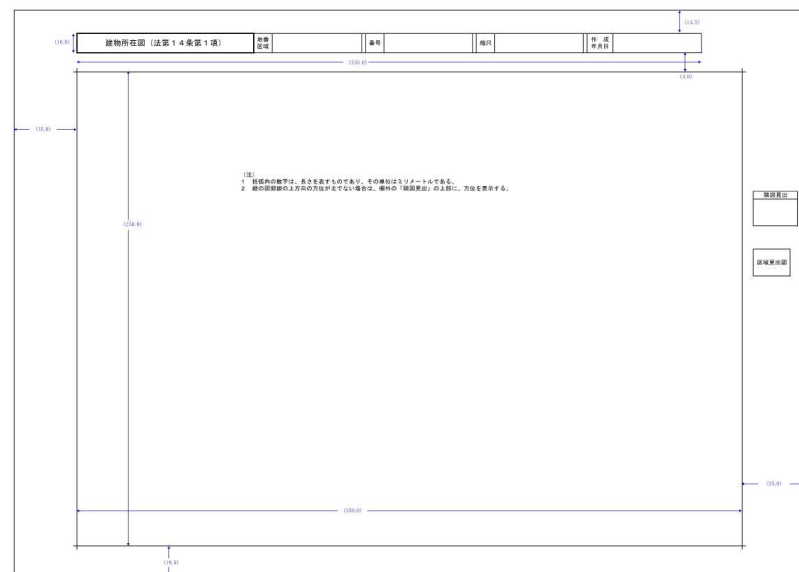 (14.5)
(10.0)
建物所在図（法第１４条第１項）
地番
区域
番号
縮尺
作 成
年月日
(4.0)
(35.0)
（注）
１　括弧内の数字は、長さを表すものであり、その単位はミリメートルである。
２　縦の図郭線の上方向の方位が北でない場合は、欄外の「隣図見出」の上部に、方位を表示する。
隣図見出
(250.0)
区域見出図
(35.0)
(350.0)